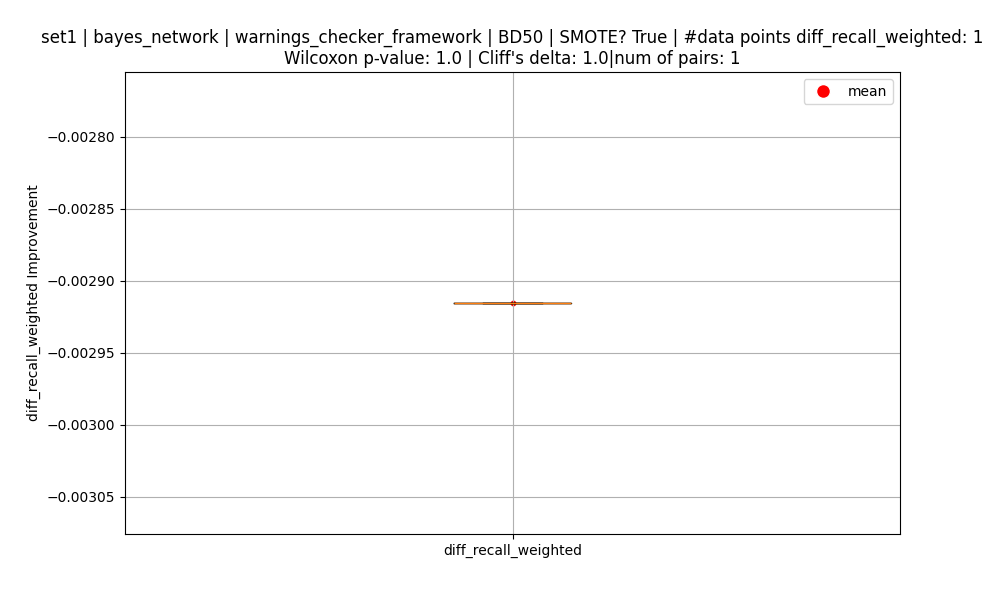 set1 | bayes_network | warnings_checker_framework | BD50 | SMOTE? True | #data points diff_recall_weighted: 1
Wilcoxon p-value: 1.0 | Cliff's delta: 1.0|num of pairs: 1
mean
−0.00280
−0.00285
−0.00290
−0.00295
−0.00300
−0.00305
diff_recall_weighted Improvement
diff_recall_weighted